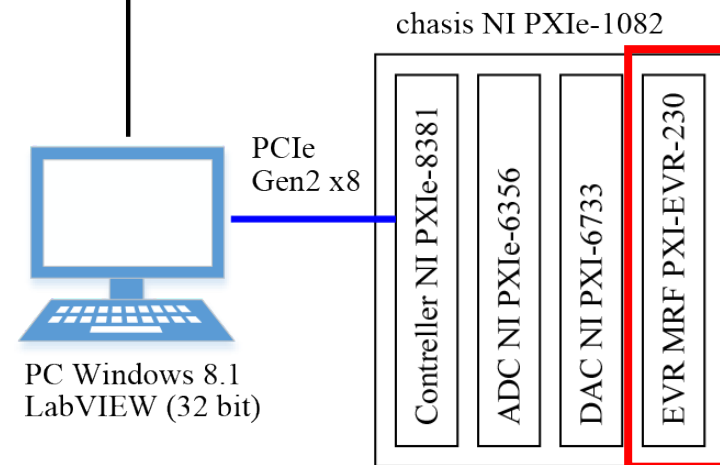 chasis NI PXIe-1082
PCIe
Gen2 x8
Contreller NI PXIe-8381
ADC NI PXIe-6356
DAC NI PXI-6733
EVR MRF PXI-EVR-230
PC Windows 8.1
LabVIEW (32 bit)